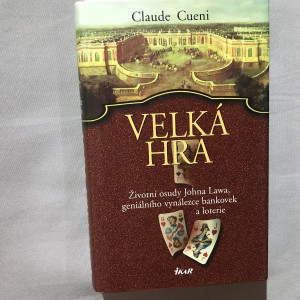 Claude Cueni
VELKÁ
HRA
Životní osudy Johna Lawa,
geniálního vynálezce bankovek
a loterie
IKAR